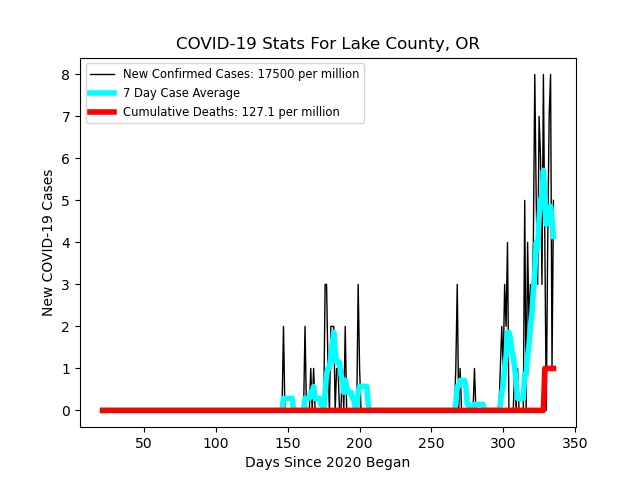 COVID-19 Stats For Lake County, OR
New Confirmed Cases: 17500 per million
7 Day Case Average
Cumulative Deaths: 127.1 per million
New COVID-19 Cases
8
7
6
5
4
3
2
1
0
50
100
150
200
250
300
350
Days Since 2020 Began